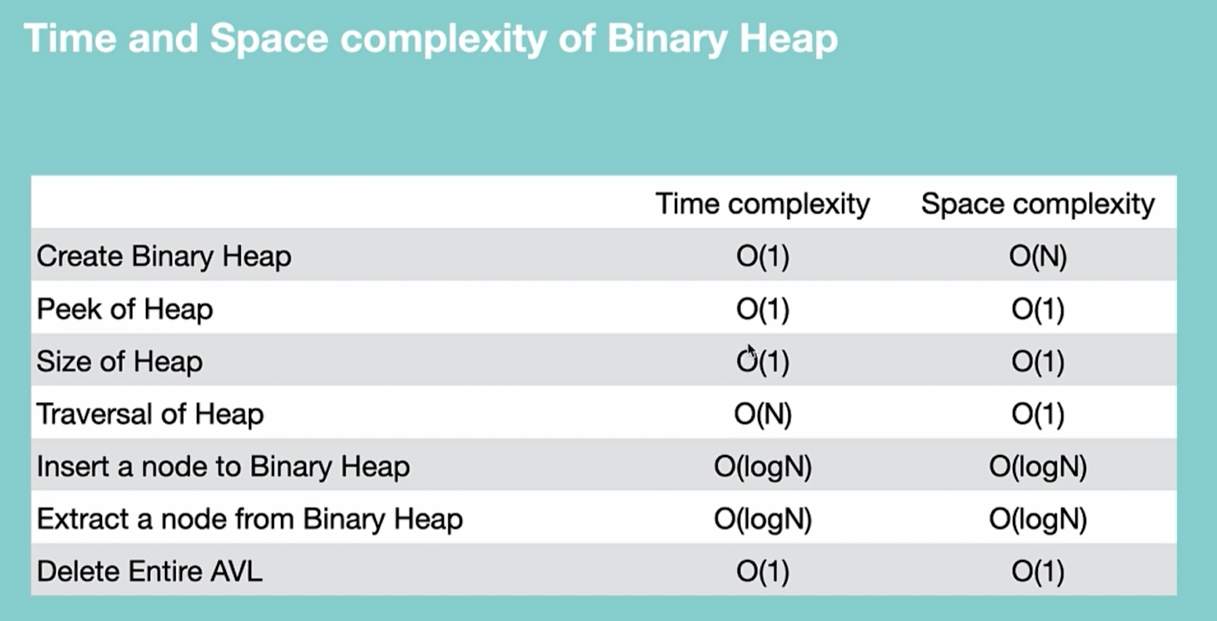 Time and Space complexity of Binary Heap
Time complexity Space complexity
Create Binary Heap O(1) O(N)
Peek of Heap O(1) O(1)
Size of Heap O(1) O(1)
Traversal of Heap O(N) O(1)
Insert a node to Binary Heap O(logN) O(logN)
Extract a node from Binary Heap O(logN) O(logN)
Delete Entire AVL O(1) O(1)